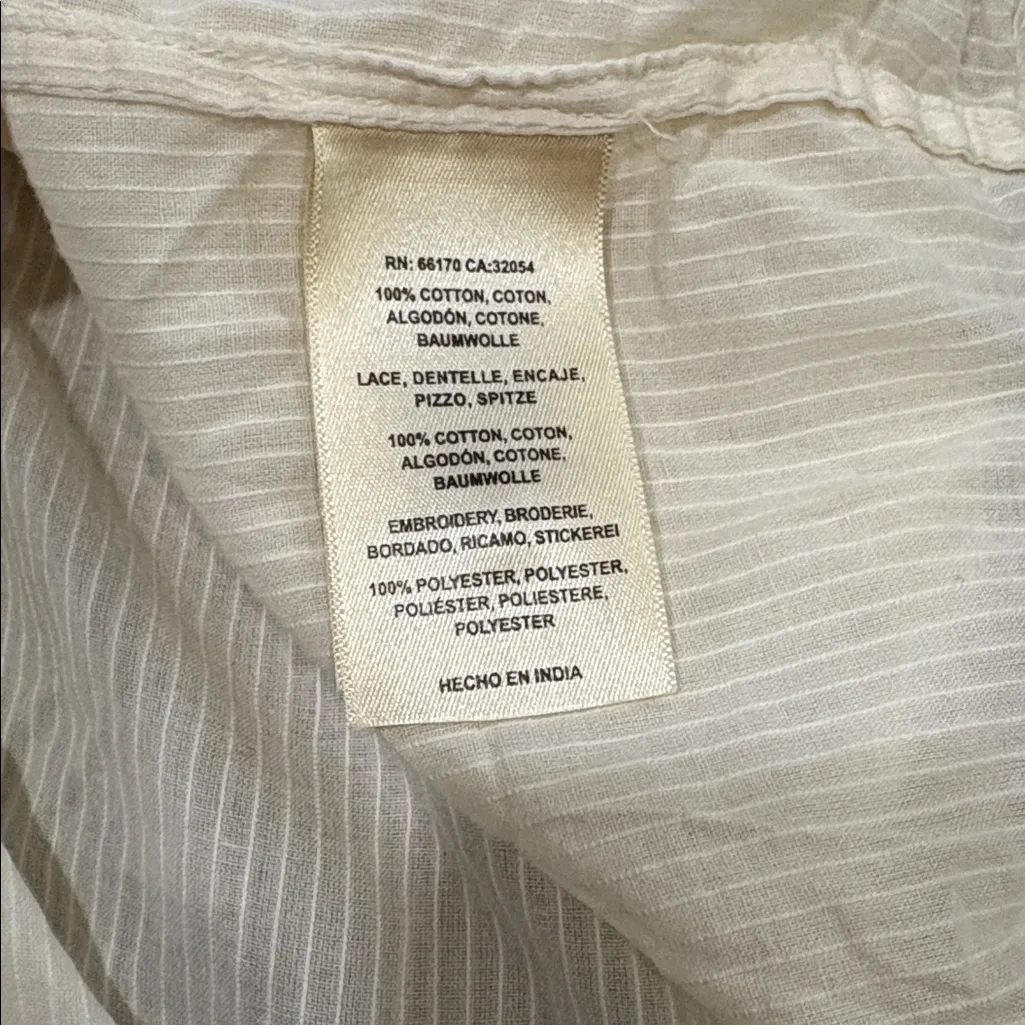 RN: 66170 CA:32054
100% COTTON, COTON,
ALGODÓN, COTONE,
BAUMWOLLE
LACE, DENTELLE, ENCAJE,
PIZZO, SPITZE
100% COTTON, COTON,
ALGODÓN, COTONE,
BAUMWOLLE
EMBROIDERY, BRODERIE,
BORDADO, RICAMO, STICKEREI
100% POLYESTER, POLYESTER,
POLIÉSTER, POLIESTERE,
POLYESTER
HECHO EN INDIA